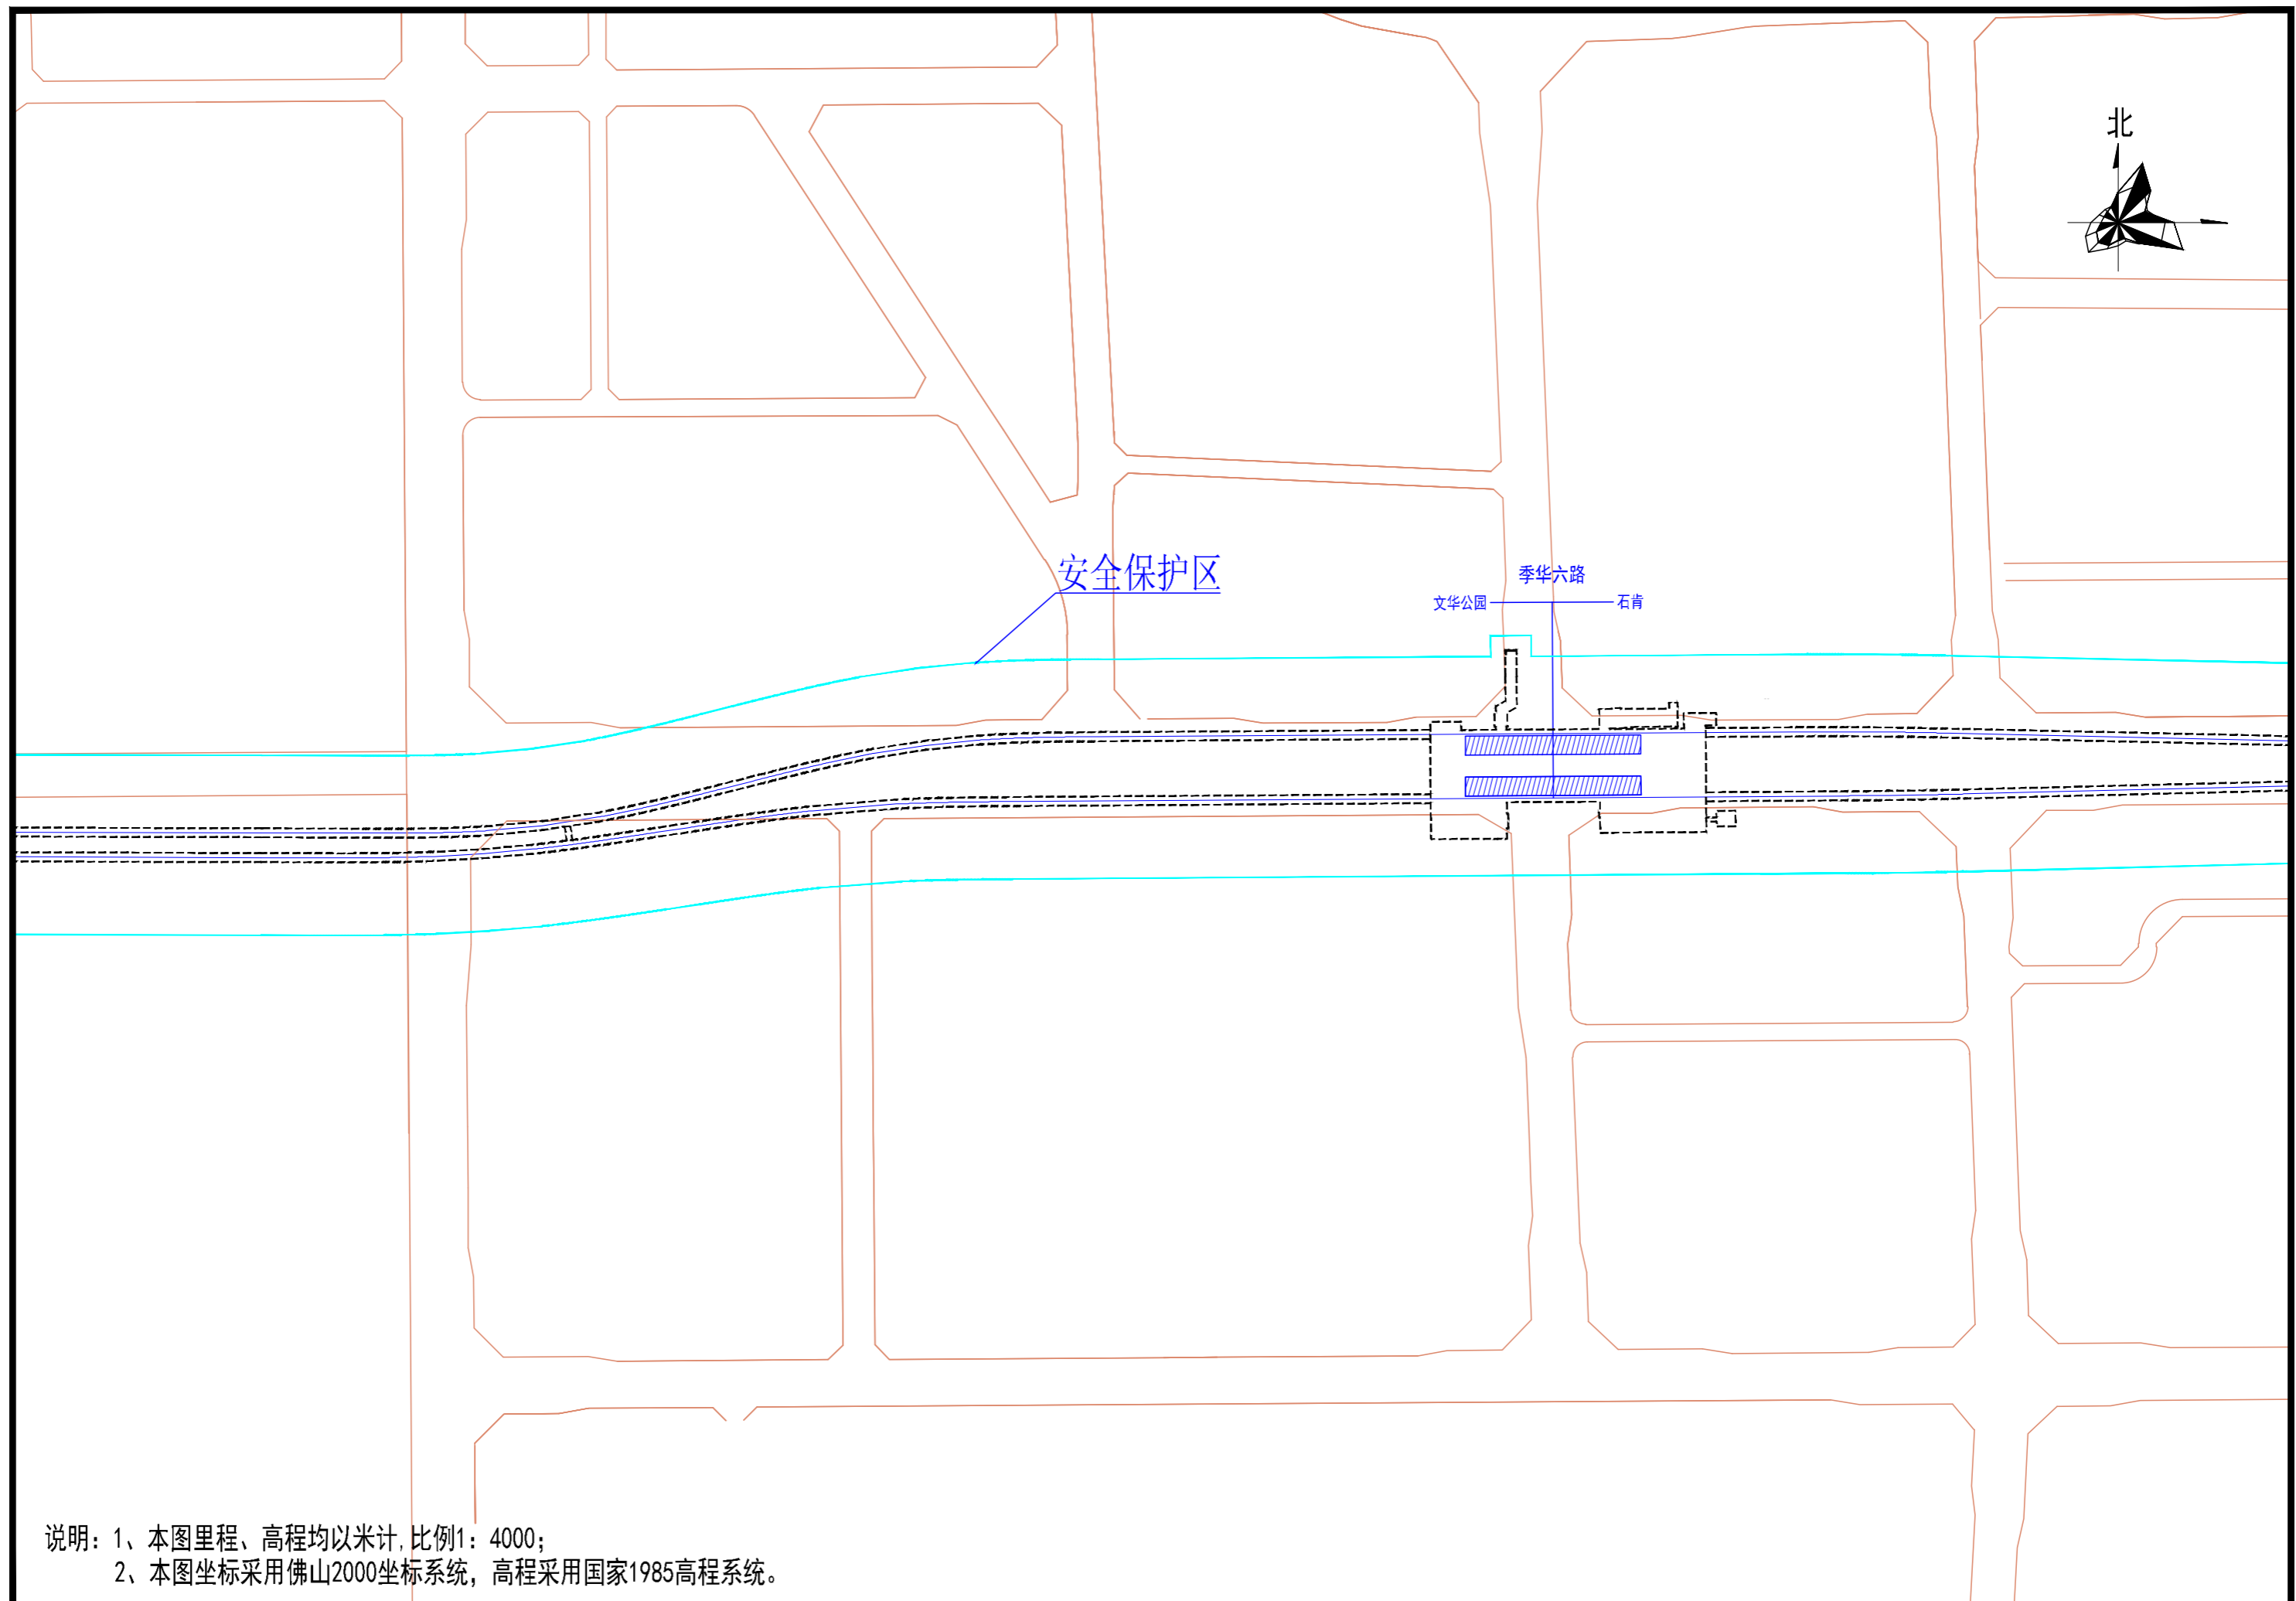 北
安全保护区
季华六路
文华公园 石肯
说明：1、本图里程、高程均以米计,比例1：4000；
2、本图坐标采用佛山2000坐标系统，高程采用国家1985高程系统。